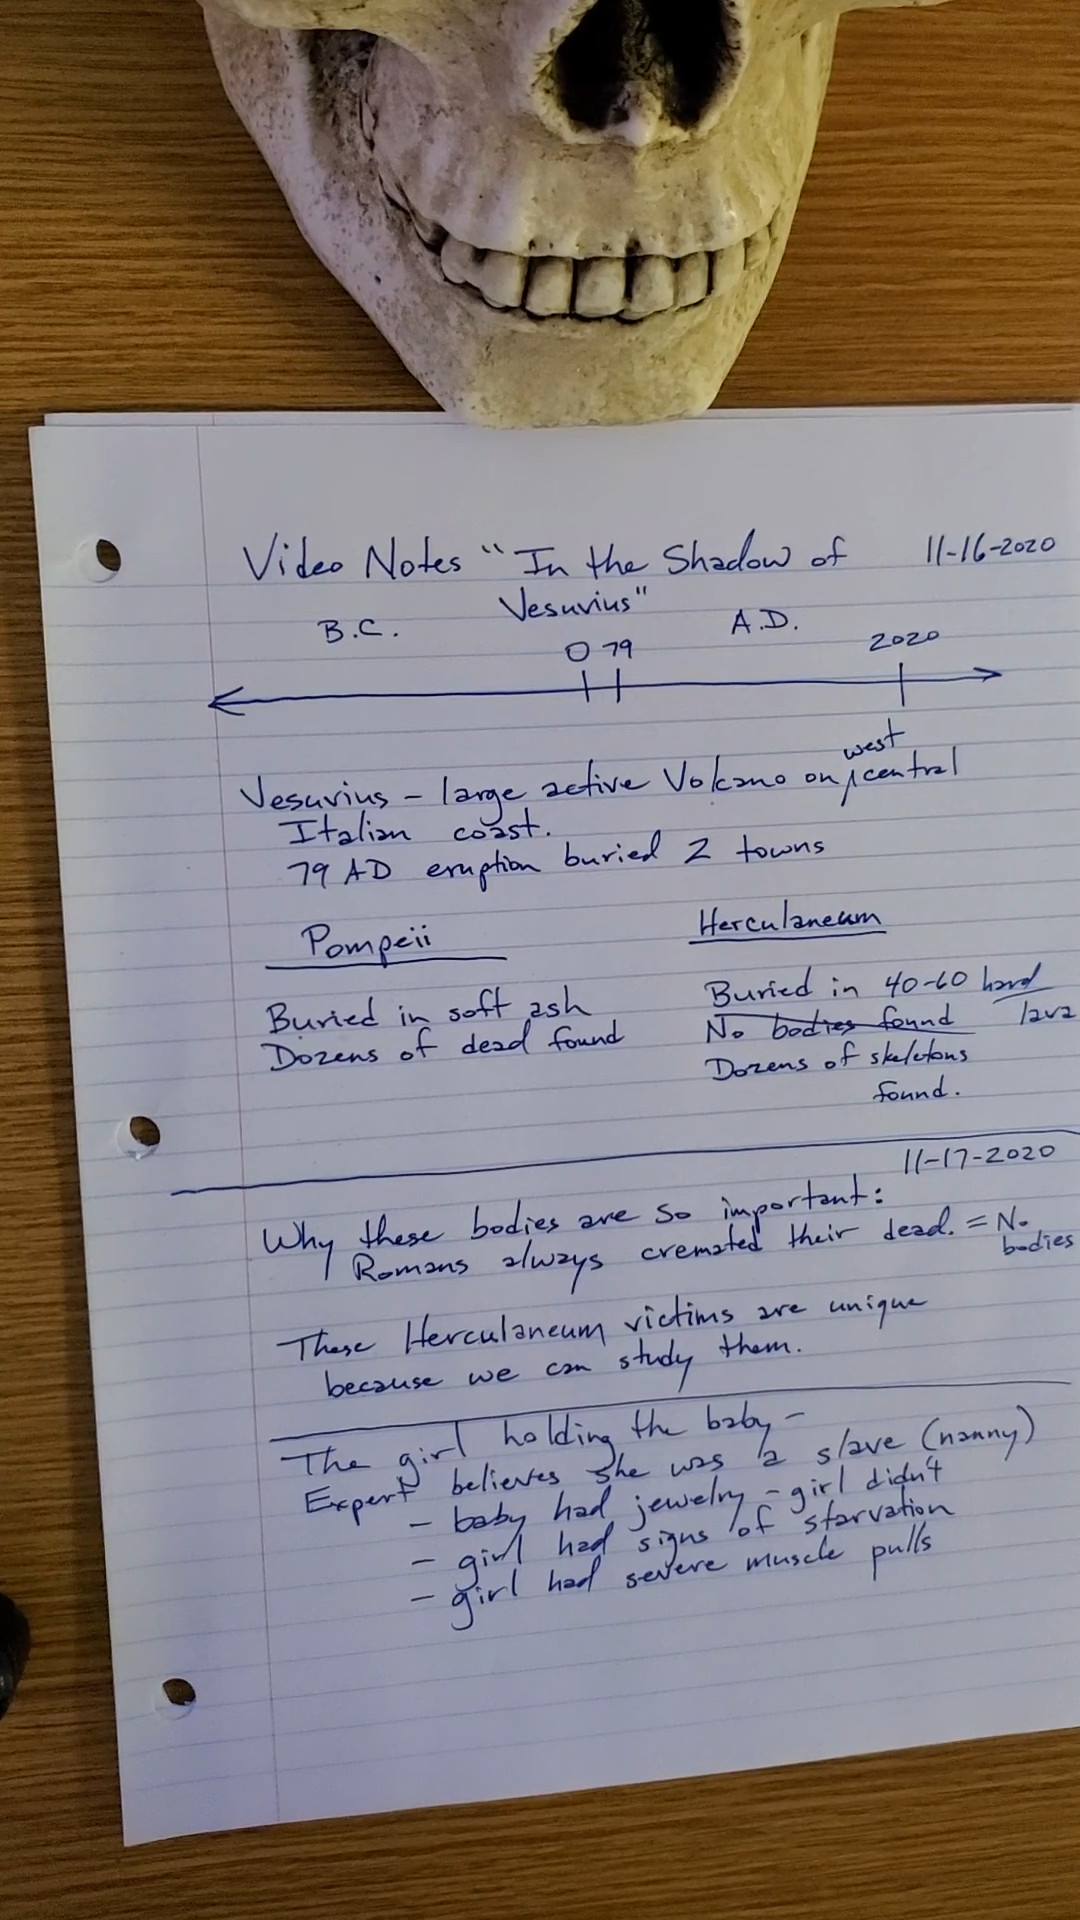 Video Notes "In the Shadow of 11-16-2020
Vesuvius"
B.C. A.D.
0 79 2020
west
Vesuvius - large active Volcano on ^ central
Italian coast.
79 AD eruption buried 2 towns
Pompeii Herculaneum
Buried in soft ash Buried in 40-60 hard
Dozens of dead found No bodies found lava
Dozens of skeletons
found.
11-17-2020
Why these bodies are so important:
Romans always cremated their dead. = No
bodies
These Herculaneum victims are unique
because we can study them.
The girl holding the baby -
Expert believes she was a slave (nanny)
- baby had jewelry - girl didn't
- girl had signs of starvation
- girl had severe muscle pulls